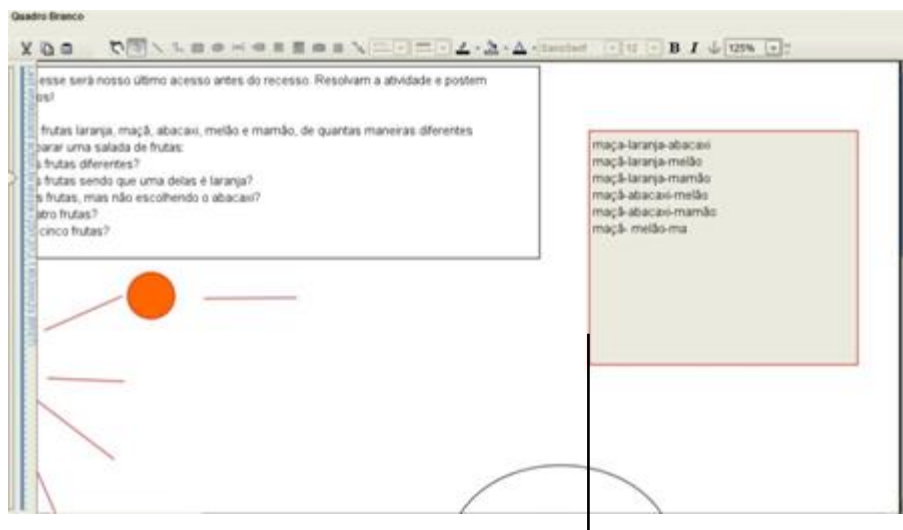 Quadro Branco
SansSerif 12 B I 125%
esse será nosso último acesso antes do recesso. Resolvam a atividade e postem
os!
frutas laranja, maçã, abacaxi, melão e mamão, de quantas maneiras diferentes
parar uma salada de frutas:
s frutas diferentes?
s frutas sendo que uma delas é laranja?
s frutas, mas não escolhendo o abacaxi?
atro frutas?
cinco frutas?
maça-laranja-abacaxi
maçã-laranja-melão
maçã-laranja-mamão
maçã-abacaxi-melão
maçã-abacaxi-mamão
maçã- melão-ma